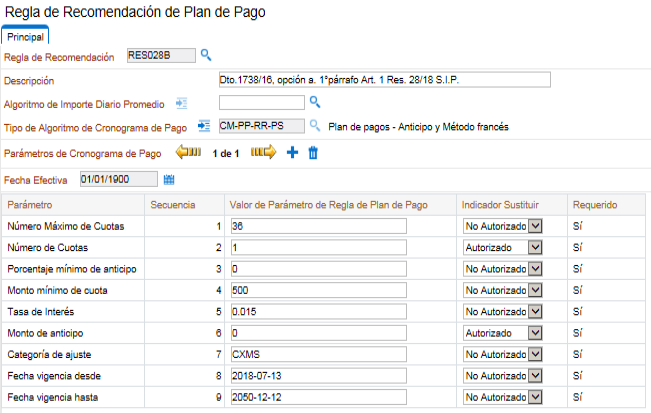 Regla de Recomendación de Plan de Pago
Principal
Regla de Recomendación RES028B
Descripción Dto.1738/16, opción a. 1°párrafo Art. 1 Res. 28/18 S.I.P.
Algoritmo de Importe Diario Promedio
Tipo de Algoritmo de Cronograma de Pago CM-PP-RR-PS Plan de pagos - Anticipo y Método francés
Parámetros de Cronograma de Pago 1 de 1
Fecha Efectiva 01/01/1900
Parámetro Secuencia Valor de Parámetro de Regla de Plan de Pago Indicador Sustituir Requerido
Número Máximo de Cuotas 1 36 No Autorizado Sí
Número de Cuotas 2 1 Autorizado Sí
Porcentaje mínimo de anticipo 3 0 No Autorizado Sí
Monto mínimo de cuota 4 500 No Autorizado Sí
Tasa de Interés 5 0.015 No Autorizado Sí
Monto de anticipo 6 0 Autorizado Sí
Categoría de ajuste 7 CXMS No Autorizado Sí
Fecha vigencia desde 8 2018-07-13 No Autorizado Sí
Fecha vigencia hasta 9 2050-12-12 No Autorizado Sí